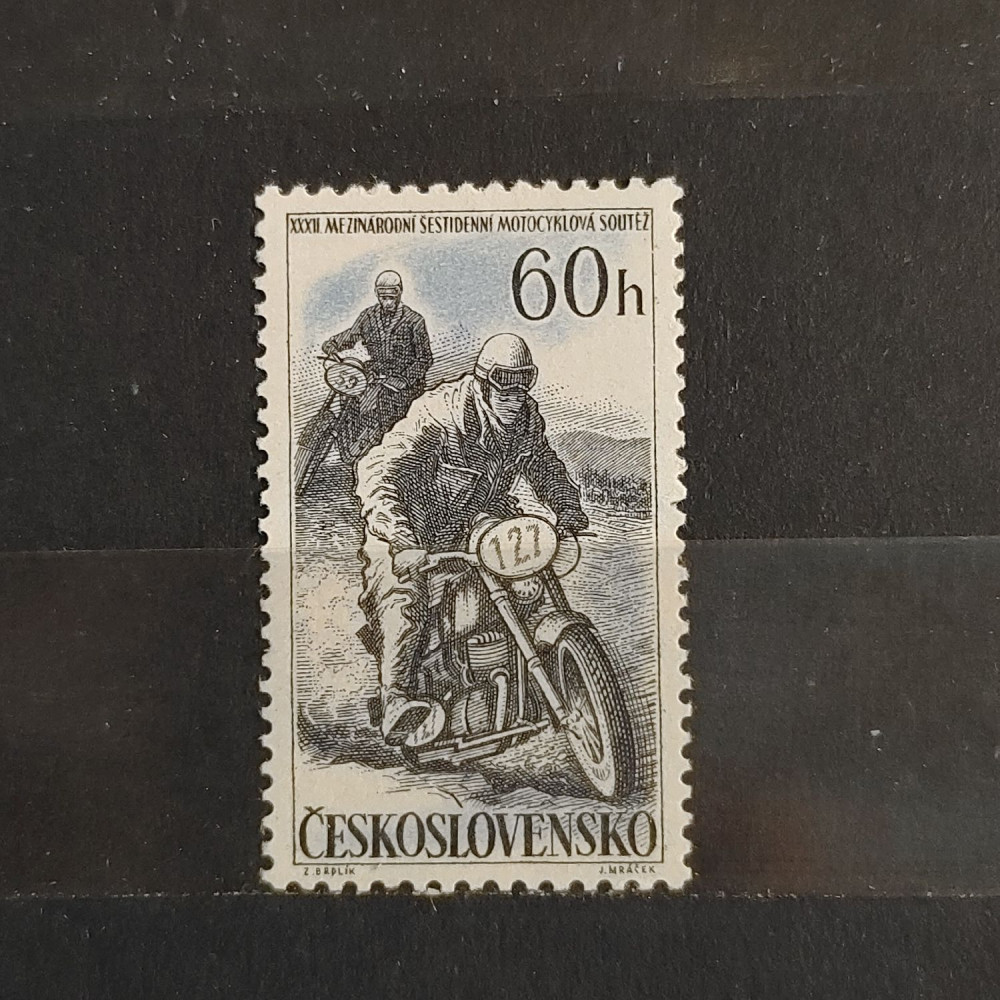 XXXII. MEZINÁRODNÍ ŠESTIDENNÍ MOTOCYKLOVÁ SOUTĚŽ
60h
127
ČESKOSLOVENSKO
Z. BRDLÍK
J. MRÁČEK